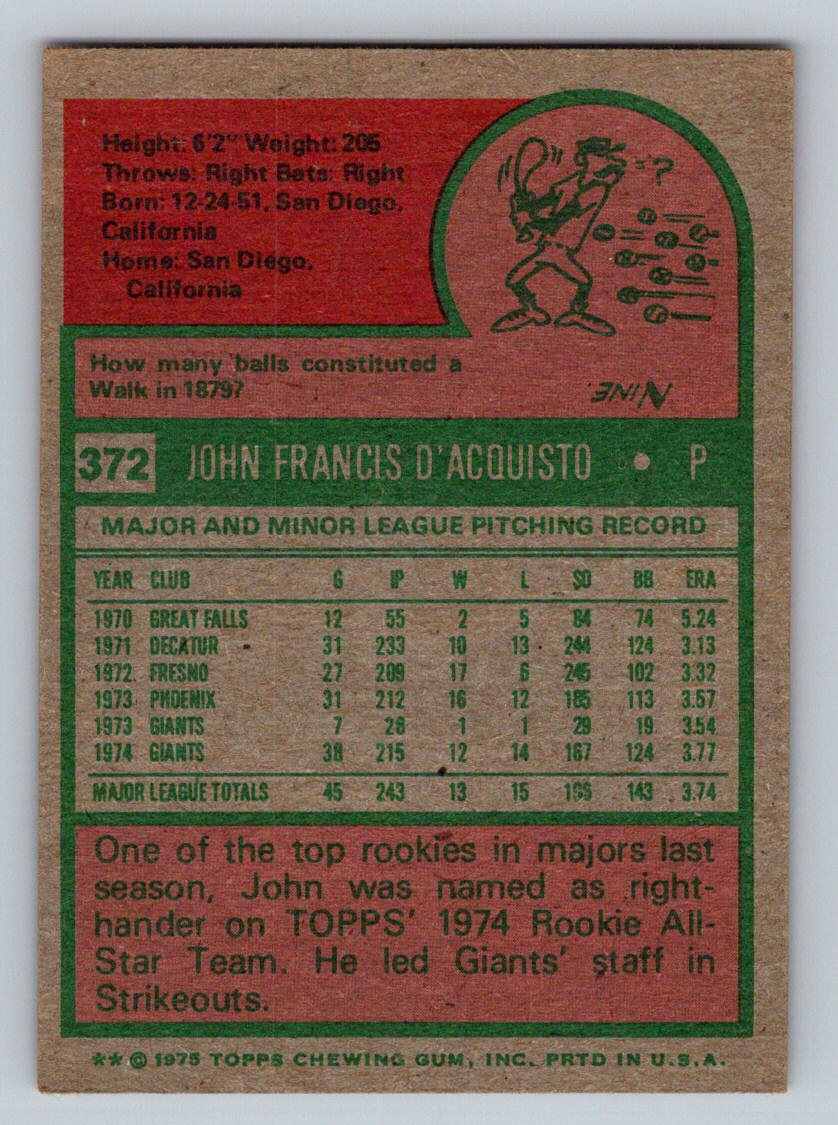 Height: 6'2" Weight: 205
Throws: Right Bats: Right
Born: 12-24-51, San Diego,
California
Home: San Diego,
California
=?
How many balls constituted a
Walk in 1879?
NINE.
372 JOHN FRANCIS D'ACQUISTO • P
MAJOR AND MINOR LEAGUE PITCHING RECORD
YEAR CLUB G IP W L SO BB ERA
1970 GREAT FALLS 12 55 2 5 84 74 5.24
1971 DECATUR 31 233 10 13 244 124 3.13
1972 FRESNO 27 209 17 6 245 102 3.32
1973 PHOENIX 31 212 16 12 185 113 3.57
1973 GIANTS 7 28 1 1 29 19 3.54
1974 GIANTS 38 215 12 14 167 124 3.77
MAJOR LEAGUE TOTALS 45 243 13 15 143 3.74
One of the top rookies in majors last
season, John was named as right-
hander on TOPPS' 1974 Rookie All-
Star Team. He led Giants' staff in
Strikeouts.
** © 1975 TOPPS CHEWING GUM, INC. PRTD IN U.S.A.